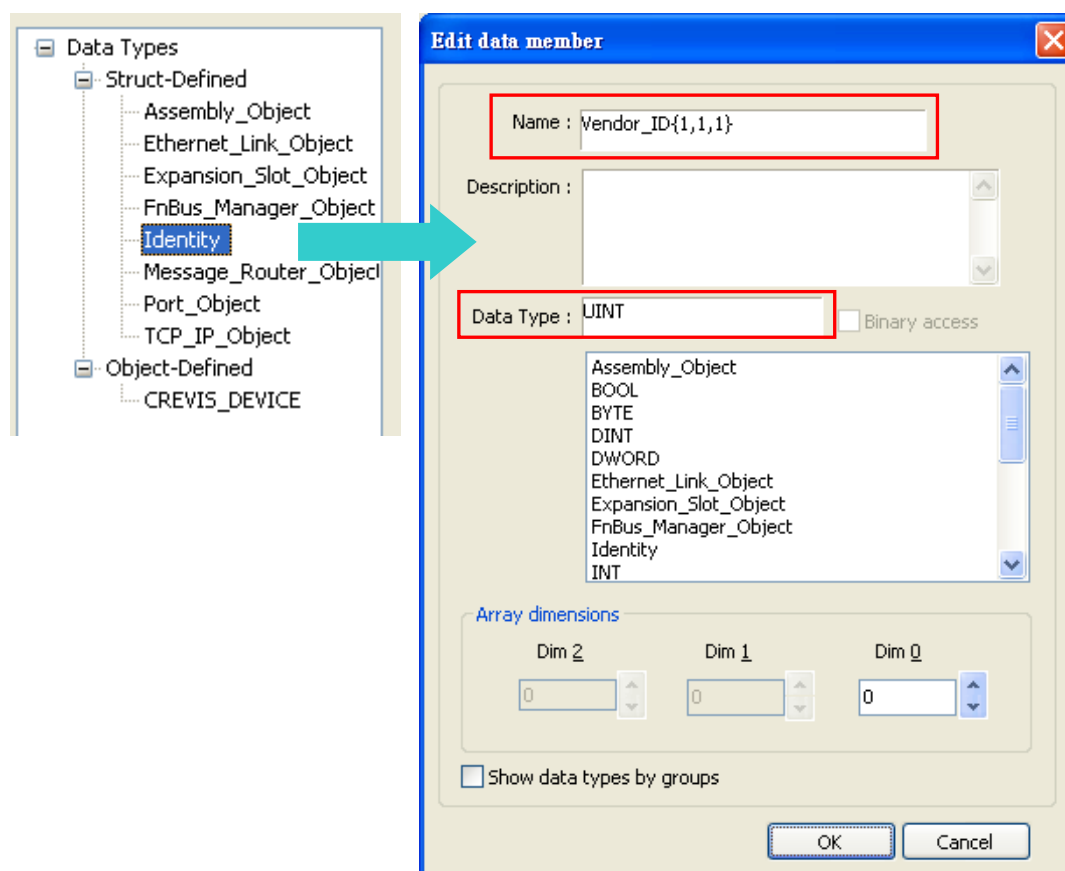 Data Types
Struct-Defined
Assembly_Object
Ethernet_Link_Object
Expansion_Slot_Object
FnBus_Manager_Object
Identity
Message_Router_Object
Port_Object
TCP_IP_Object
Object-Defined
CREVIS_DEVICE
Edit data member
Name : Vendor_ID{1,1,1}
Description :
Data Type : UINT
Binary access
Assembly_Object
BOOL
BYTE
DINT
DWORD
Ethernet_Link_Object
Expansion_Slot_Object
FnBus_Manager_Object
Identity
INT
Array dimensions
Dim 2 Dim 1 Dim 0
0 0 0
Show data types by groups
OK Cancel